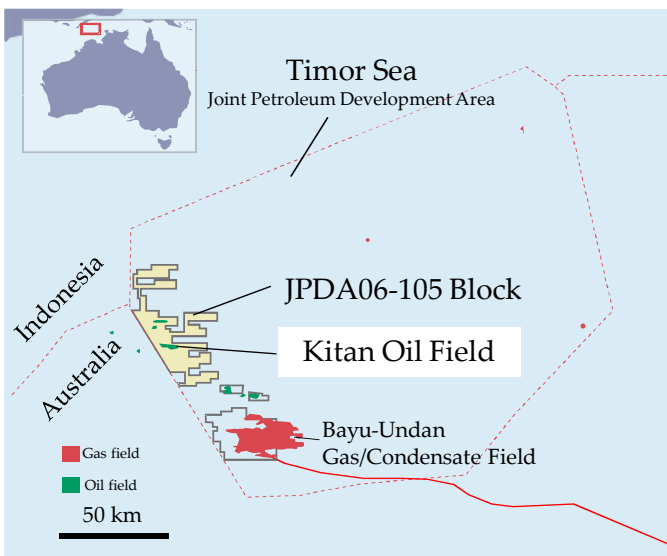 Timor Sea
Joint Petroleum Development Area
Indonesia
JPDA06-105 Block
Kitan Oil Field
Australia
Bayu-Undan
Gas/Condensate Field
Gas field
Oil field
50 km